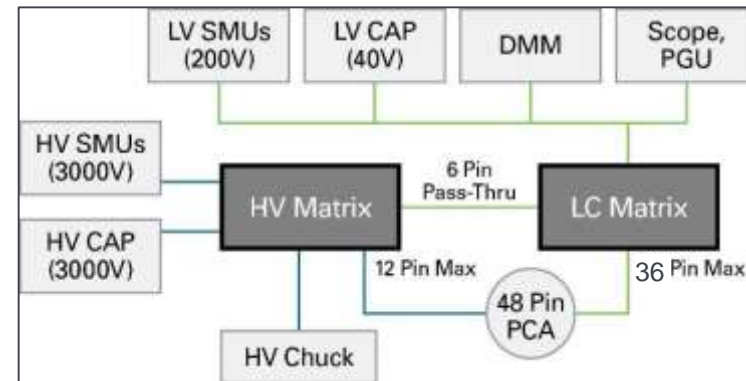 LV SMUs
(200V)
LV CAP
(40V)
DMM
Scope,
PGU
HV SMUs
(3000V)
HV Matrix
6 Pin
Pass-Thru
LC Matrix
HV CAP
(3000V)
12 Pin Max
36 Pin Max
48 Pin
PCA
HV Chuck